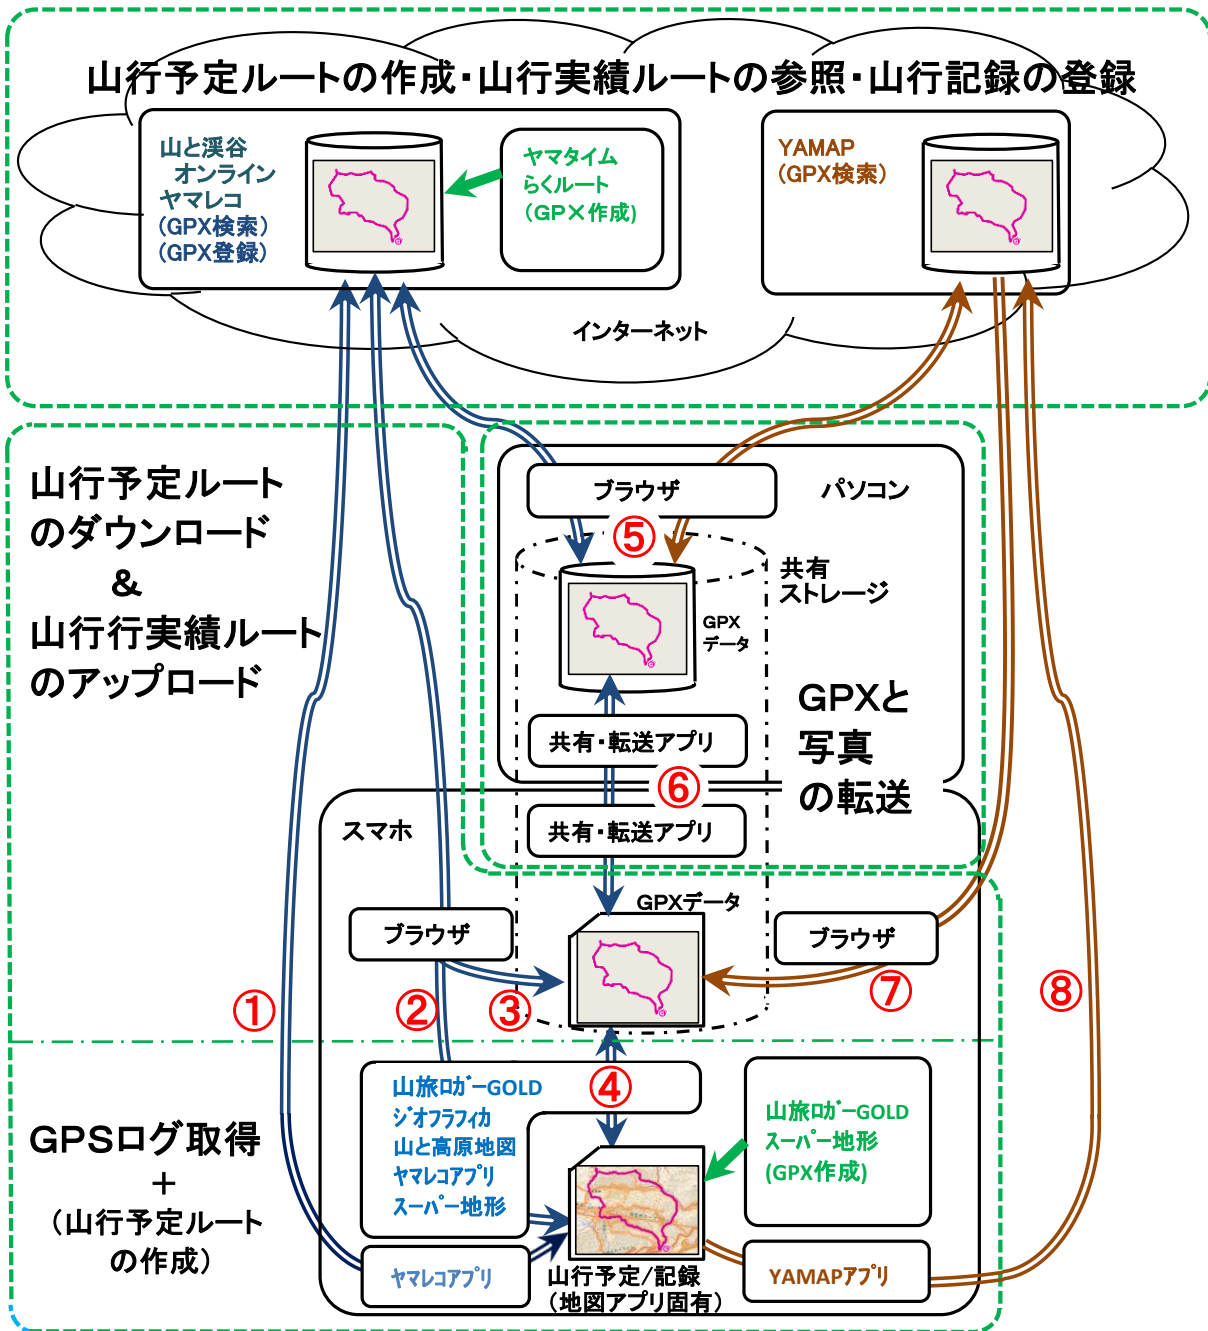 山行予定ルートの作成・山行実績ルートの参照・山行記録の登録
山と渓谷
オンライン
ヤマレコ
(GPX検索)
(GPX登録)
ヤマタイム
らくルート
(GP×作成)
YAMAP
(GPX検索)
インターネット
山行予定ルート
のダウンロード
&
山行行実績ルート
のアップロード
ブラウザ
パソコン
⑤
共有
ストレージ
GPX
データ
GPXと
写真
の転送
共有・転送アプリ
⑥
共有・転送アプリ
スマホ
GPXデータ
ブラウザ
ブラウザ
①
②
③
⑦
⑧
④
山旅ﾛｶﾞｰGOLD
ｼﾞｵﾌﾗﾌｨｶ
山と高原地図
ﾔﾏﾚｺｱﾌﾟﾘ
ｽｰﾊﾟｰ地形
山旅ﾛｶﾞｰGOLD
ｽｰﾊﾟｰ地形
(GPX作成)
GPSログ取得
+
(山行予定ルート
の作成)
ﾔﾏﾚｺｱﾌﾟﾘ
山行予定/記録
(地図アプリ固有)
YAMAPｱﾌﾟﾘ